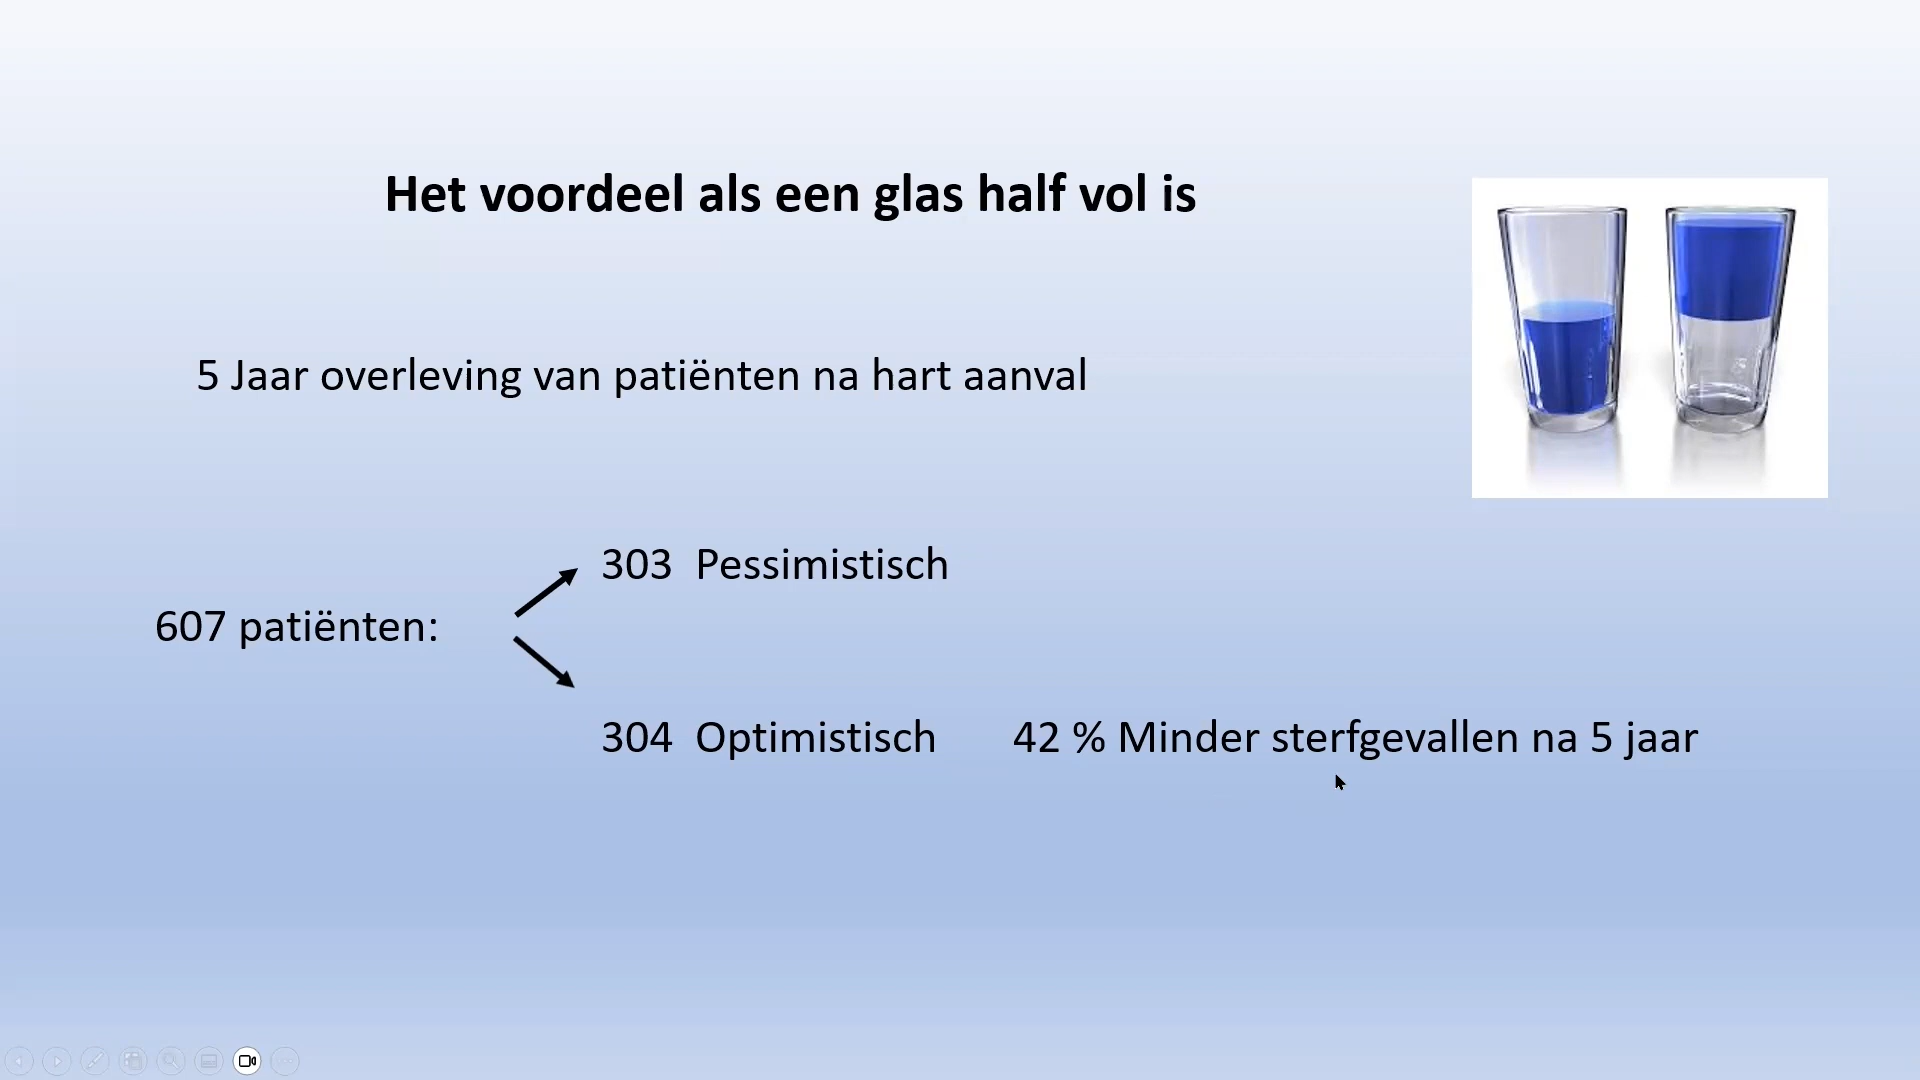 Het voordeel als een glas half vol is
5 Jaar overleving van patiënten na hart aanval
303 Pessimistisch
607 patiënten:
304 Optimistisch 42 % Minder sterfgevallen na 5 jaar